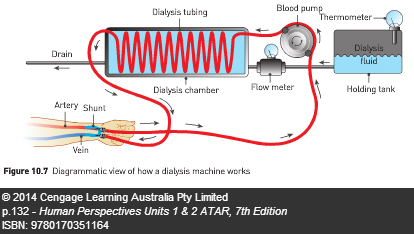 Dialysis tubing
Blood pump
Thermometer
Drain
Dialysis
fluid
Dialysis chamber
Flow meter
Holding tank
Artery
Shunt
Vein
Figure 10.7 Diagrammatic view of how a dialysis machine works
© 2014 Cengage Learning Australia Pty Limited
p.132 - Human Perspectives Units 1 & 2 ATAR, 7th Edition
ISBN: 9780170351164